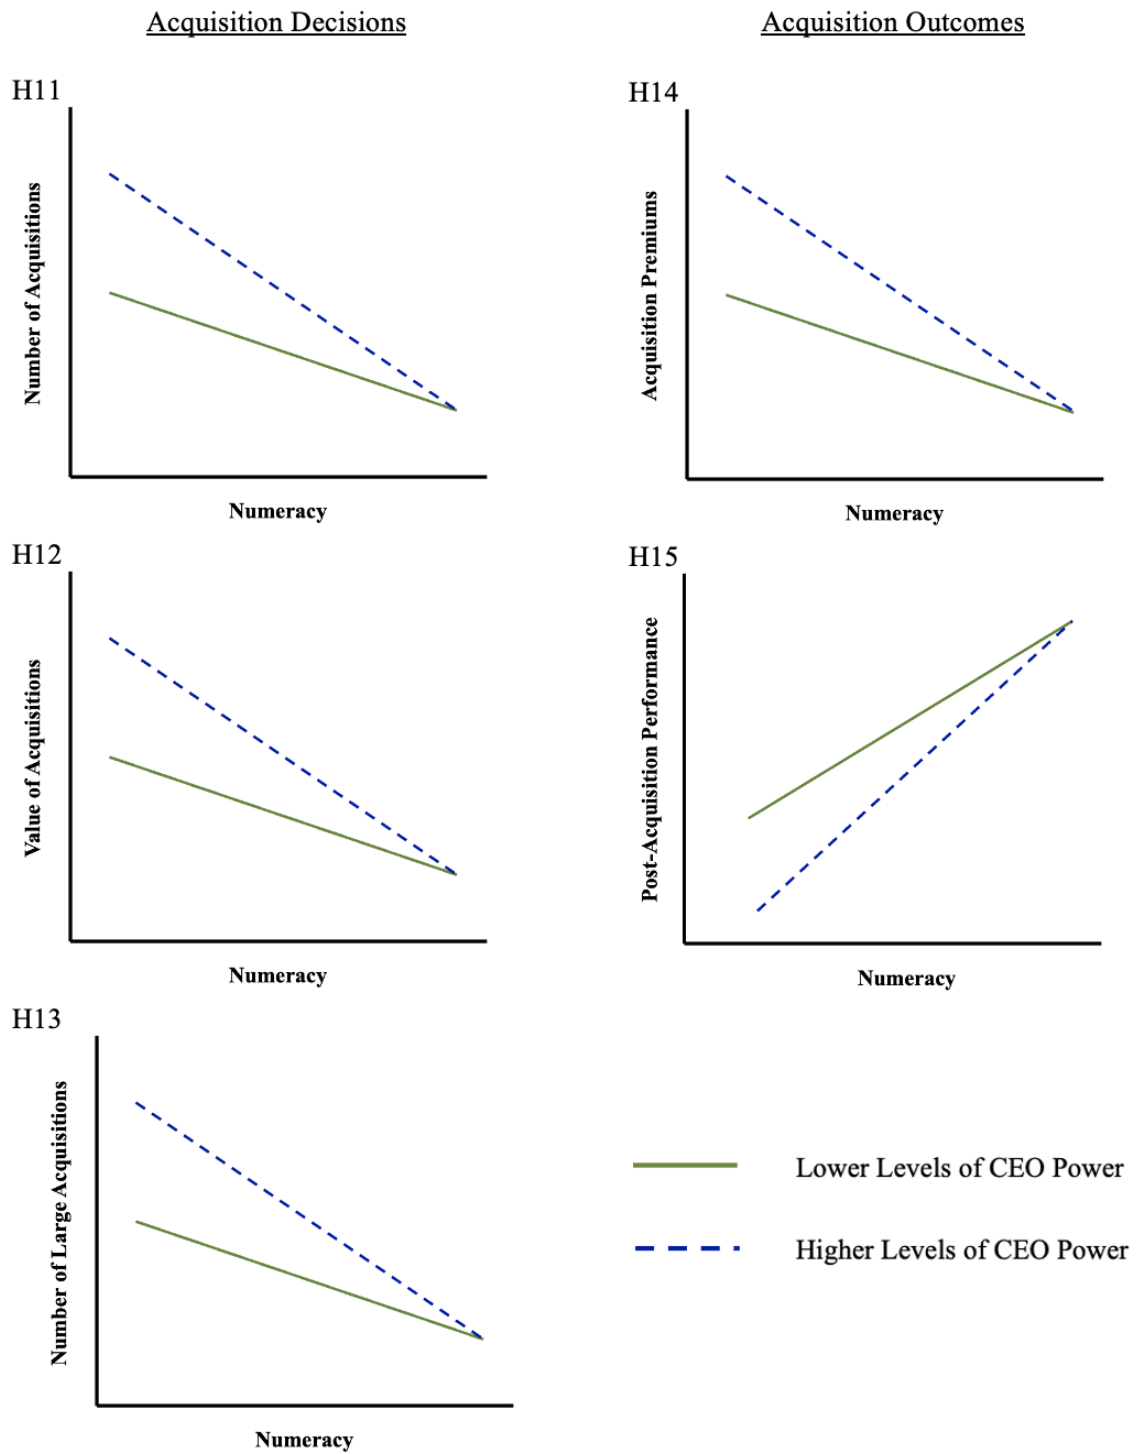 Acquisition Decisions
Acquisition Outcomes
H11
Number of Acquisitions
Numeracy
H14
Acquisition Premiums
Numeracy
H12
Value of Acquisitions
Numeracy
H15
Post-Acquisition Performance
Numeracy
H13
Number of Large Acquisitions
Numeracy
Lower Levels of CEO Power
Higher Levels of CEO Power